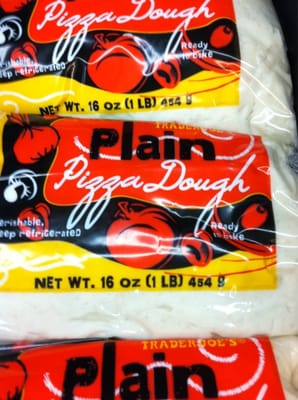 Pizza Dough
Ready
to bake
perishable,
keep refrigerated
NET WT. 16 OZ (1 LB) 454 g
TRADER JOE'S®
Plain
Pizza Dough
perishable,
keep refrigerated
Ready
to bake
NET WT. 16 OZ (1 LB) 454 g
TRADER JOE'S®
Plain